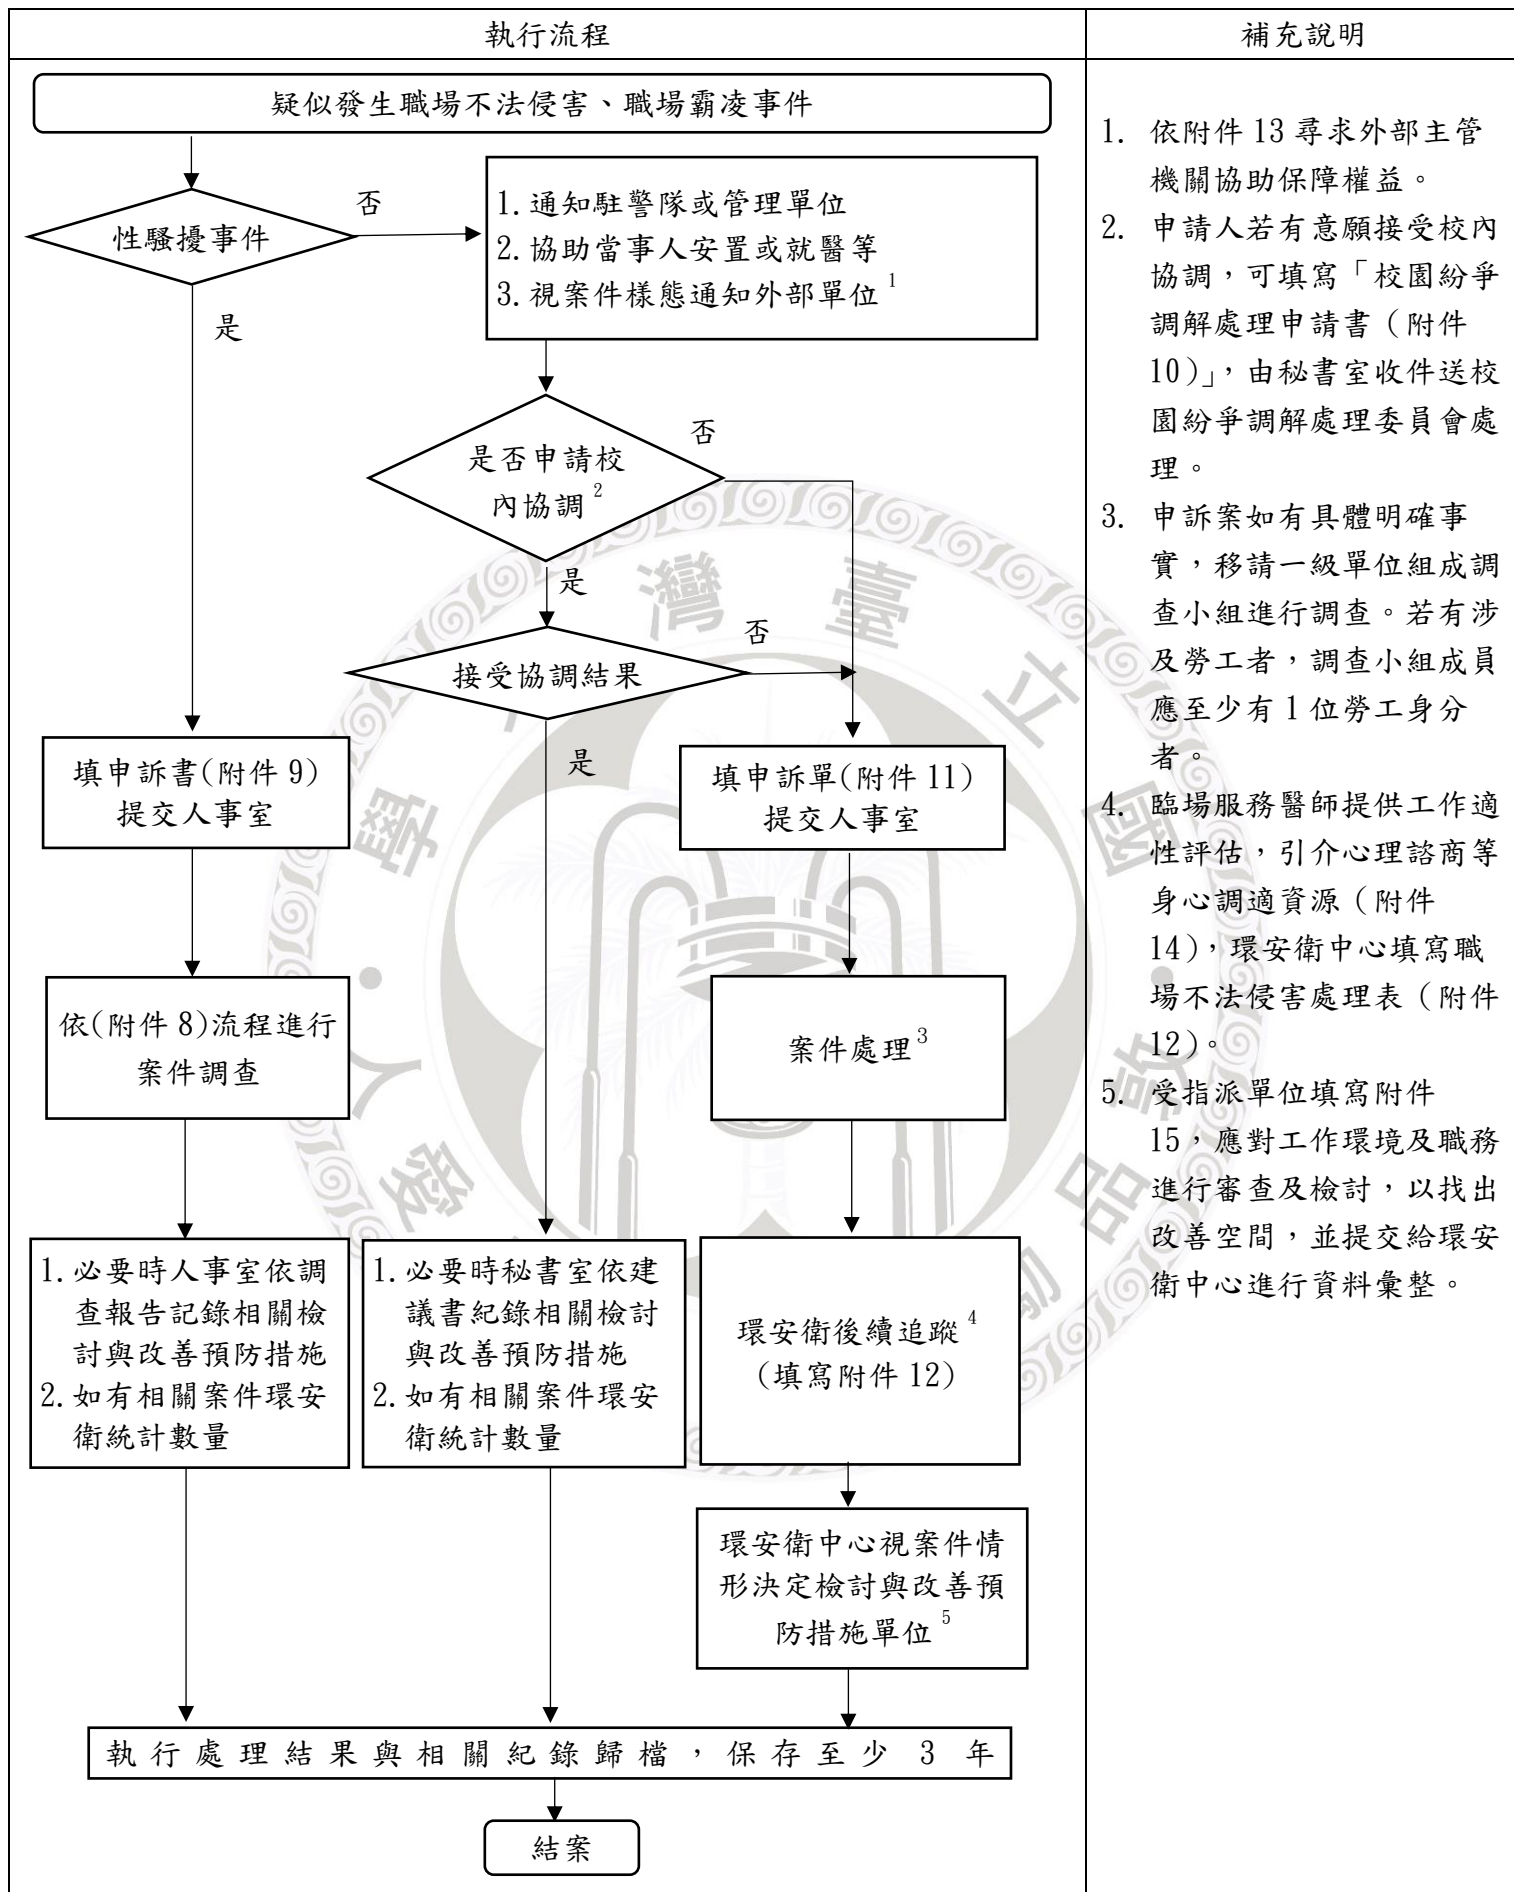 執行流程
補充說明
疑似發生職場不法侵害、職場霸凌事件
性騷擾事件
否
是
1.通知駐警隊或管理單位
2.協助當事人安置或就醫等
3.視案件樣態通知外部單位1
是否申請校
內協調2
否
是
接受協調結果
否
是
填申訴書(附件 9)
提交人事室
填申訴單(附件 11)
提交人事室
依(附件 8)流程進行
案件調查
案件處理3
1.必要時人事室依調
查報告記錄相關檢
討與改善預防措施
2.如有相關案件環安
衛統計數量
1.必要時秘書室依建
議書紀錄相關檢討
與改善預防措施
2.如有相關案件環安
衛統計數量
環安衛後續追蹤4
(填寫附件 12)
環安衛中心視案件情
形決定檢討與改善預
防措施單位5
執行處理結果與相關紀錄歸檔，保存至少 3 年
結案
1. 依附件 13 尋求外部主管
機關協助保障權益。
2. 申請人若有意願接受校內
協調，可填寫「校園紛爭
調解處理申請書（附件
10）」，由秘書室收件送校
園紛爭調解處理委員會處
理。
3. 申訴案如有具體明確事
實，移請一級單位組成調
查小組進行調查。若有涉
及勞工者，調查小組成員
應至少有 1 位勞工身分
者。
4. 臨場服務醫師提供工作適
性評估，引介心理諮商等
身心調適資源（附件
14），環安衛中心填寫職
場不法侵害處理表（附件
12）。
5. 受指派單位填寫附件
15，應對工作環境及職務
進行審查及檢討，以找出
改善空間，並提交給環安
衛中心進行資料彙整。